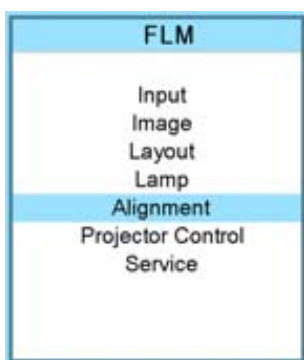 FLM
Input
Image
Layout
Lamp
Alignment
Projector Control
Service